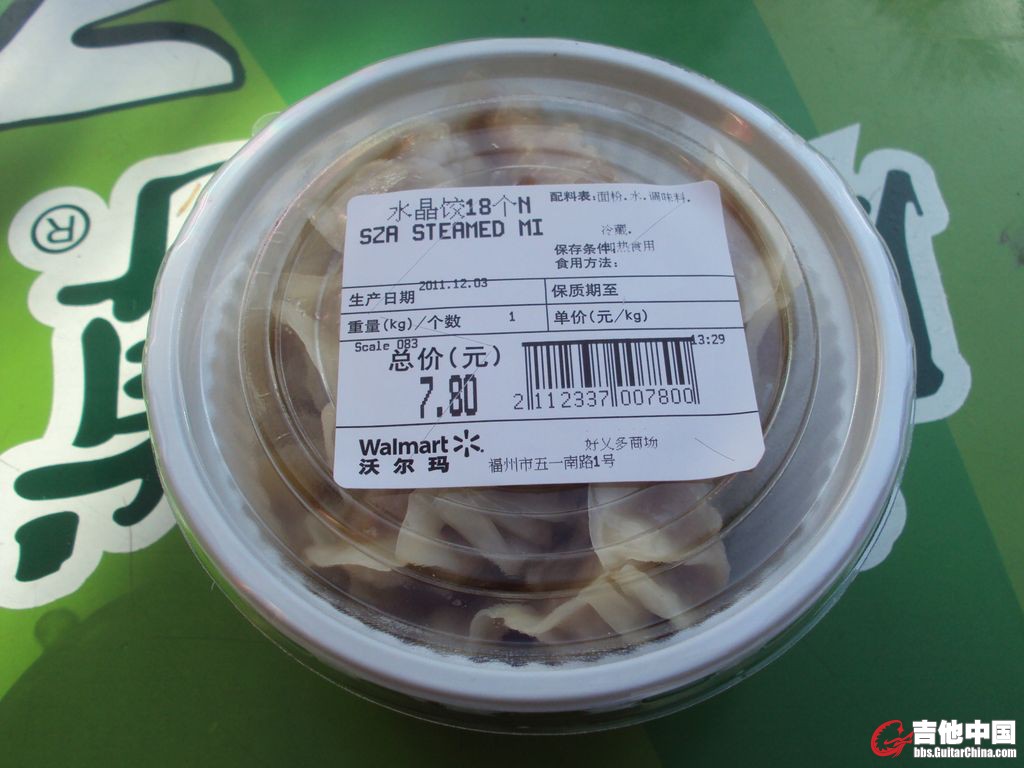 ®
水晶饺18个N
SZA STEAMED MI
配料表:面粉.水.调味料.
冷藏.
保存条件:加热食用
食用方法:
生产日期 2011.12.03
保质期至
重量(kg)/个数 1
单价(元/kg)
Scale 083
13:29
总价(元)
7.80
2 112337 007800
Walmart
沃尔玛
好乂多商场
福州市五一南路1号
吉他中国
bbs.GuitarChina.com